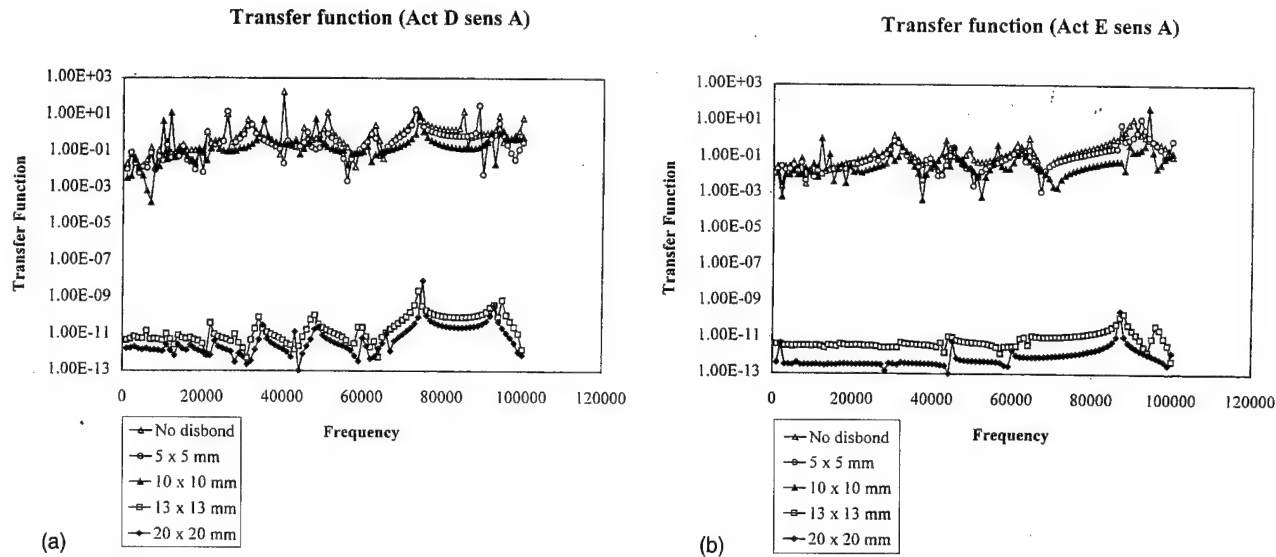 Transfer function (Act D sens A)
Transfer Function
1.00E+03
1.00E+01
1.00E-01
1.00E-03
1.00E-05
1.00E-07
1.00E-09
1.00E-11
1.00E-13
0 20000 40000 60000 80000 100000 120000
Frequency
No disbond
5 x 5 mm
10 x 10 mm
13 x 13 mm
20 x 20 mm
(a)
Transfer function (Act E sens A)
Transfer Function
1.00E+03
1.00E+01
1.00E-01
1.00E-03
1.00E-05
1.00E-07
1.00E-09
1.00E-11
1.00E-13
0 20000 40000 60000 80000 100000 120000
Frequency
No disbond
5 x 5 mm
10 x 10 mm
13 x 13 mm
20 x 20 mm
(b)